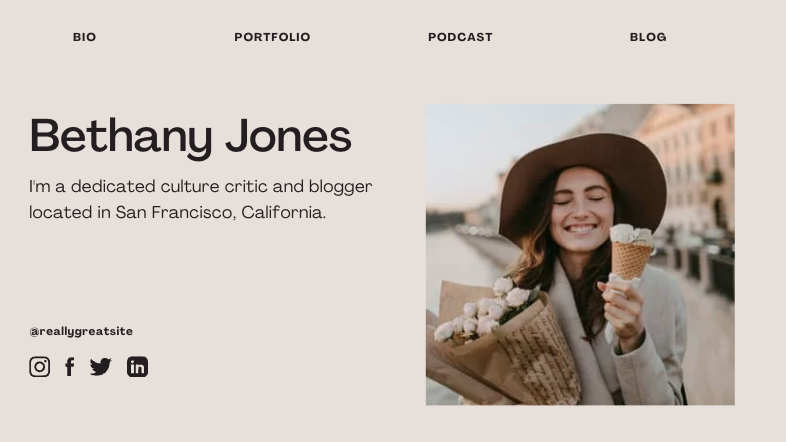 BIO
PORTFOLIO
PODCAST
BLOG
Bethany Jones
I'm a dedicated culture critic and blogger
located in San Francisco, California.
@reallygreatsite